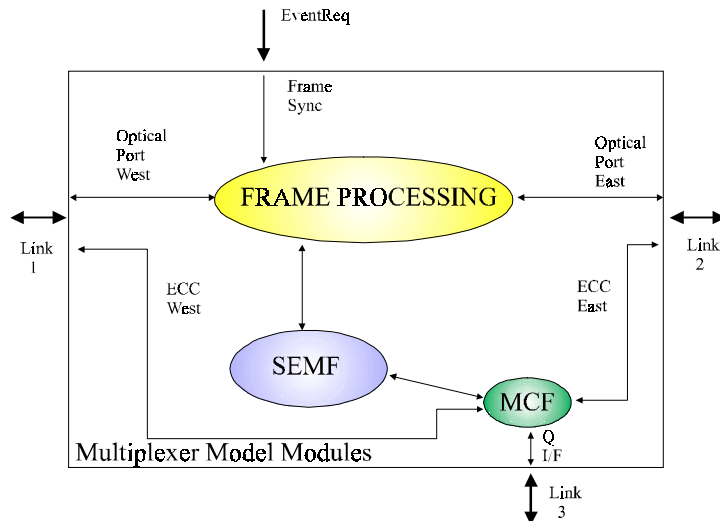 EventReq
Frame
Sync
Optical
Port
West
Optical
Port
East
FRAME PROCESSING
Link
1
Link
2
ECC
West
ECC
East
SEMF
MCF
Q
I/F
Multiplexer Model Modules
Link
3